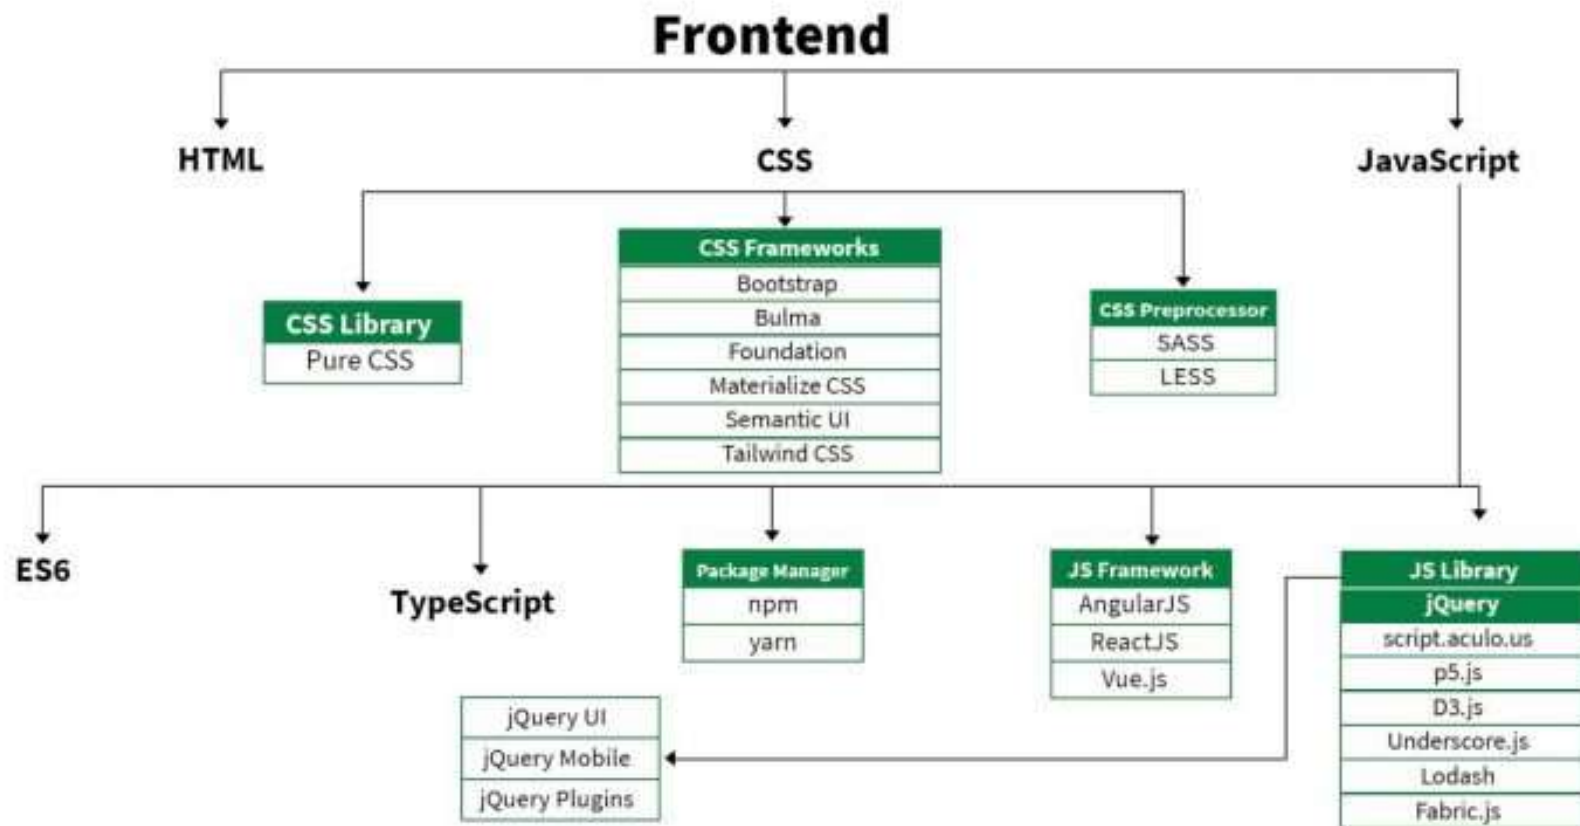 Frontend
HTML
CSS
JavaScript
CSS Library
Pure CSS
CSS Frameworks
Bootstrap
Bulma
Foundation
Materialize CSS
Semantic UI
Tailwind CSS
CSS Preprocessor
SASS
LESS
ES6
TypeScript
Package Manager
npm
yarn
JS Framework
AngularJS
ReactJS
Vue.js
JS Library
jQuery
script.aculo.us
p5.js
D3.js
Underscore.js
Lodash
Fabric.js
jQuery UI
jQuery Mobile
jQuery Plugins